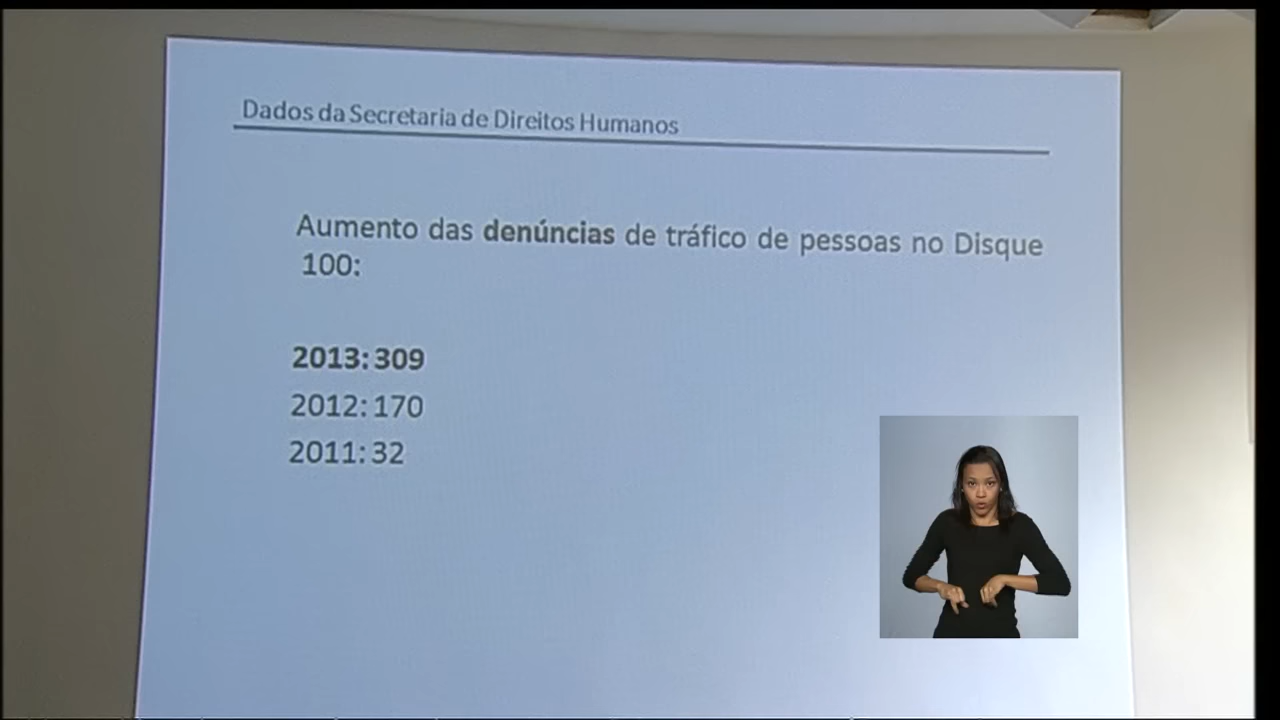 Dados da Secretaria de Direitos Humanos
Aumento das denúncias de tráfico de pessoas no Disque
100:
2013: 309
2012: 170
2011: 32